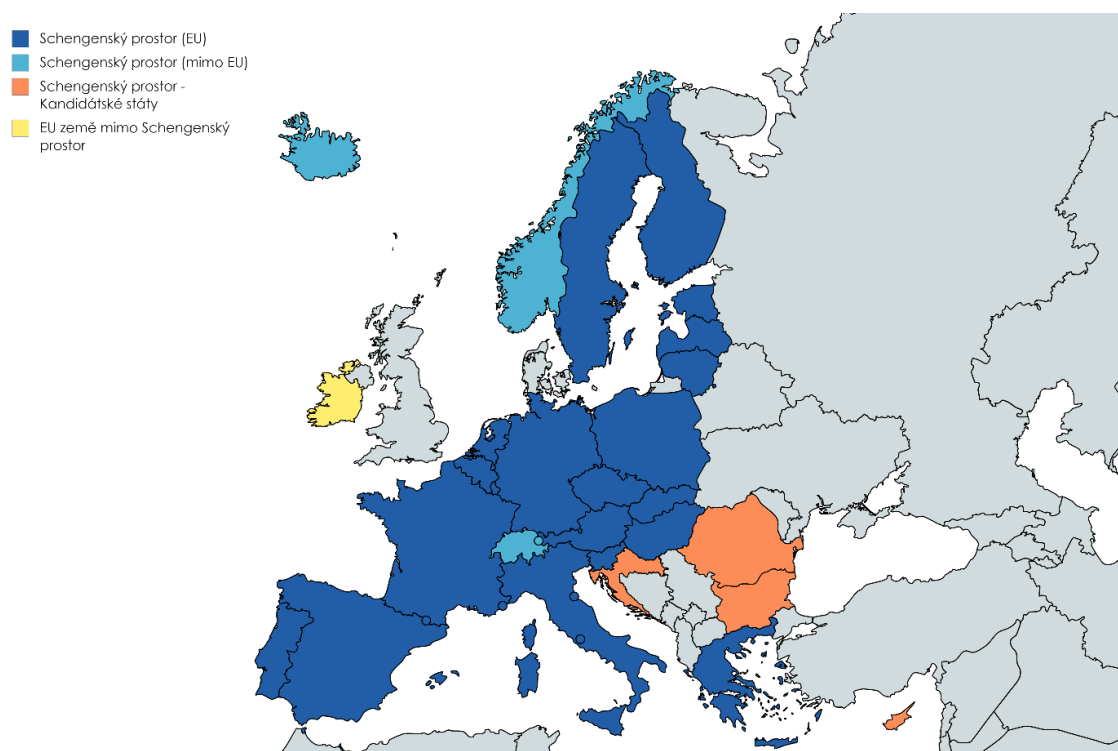 Schengenský prostor (EU)
Schengenský prostor (mimo EU)
Schengenský prostor -
Kandidátské státy
EU země mimo Schengenský
prostor